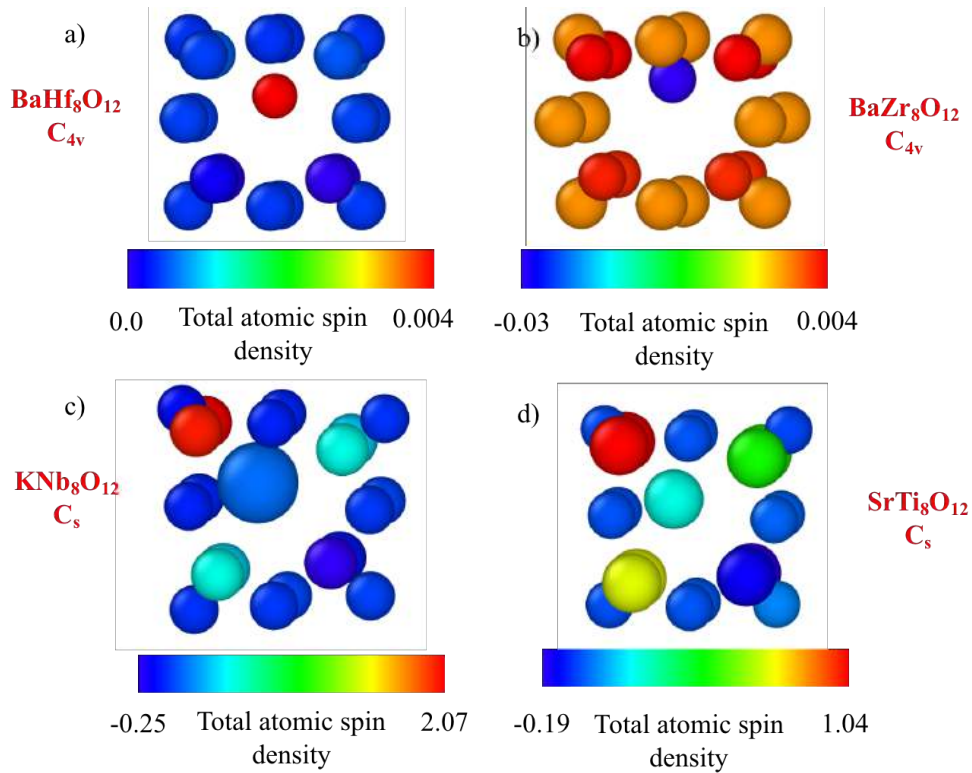 a)
BaHf₈O₁₂
C₄ᵥ
0.0 Total atomic spin density 0.004
b)
BaZr₈O₁₂
C₄ᵥ
-0.03 Total atomic spin density 0.004
c)
KNb₈O₁₂
Cₛ
-0.25 Total atomic spin density 2.07
d)
SrTi₈O₁₂
Cₛ
-0.19 Total atomic spin density 1.04